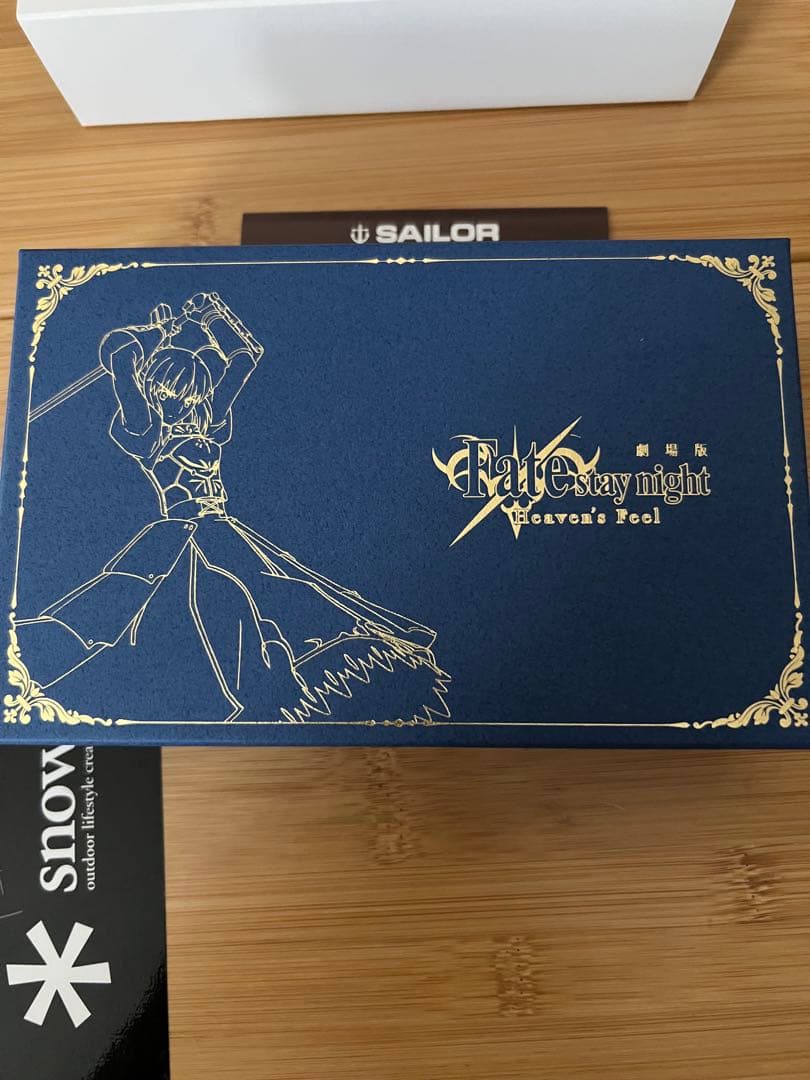 SAILOR
劇場版
Fate stay night
Heaven's Feel
snow
outdoor lifestyle crea